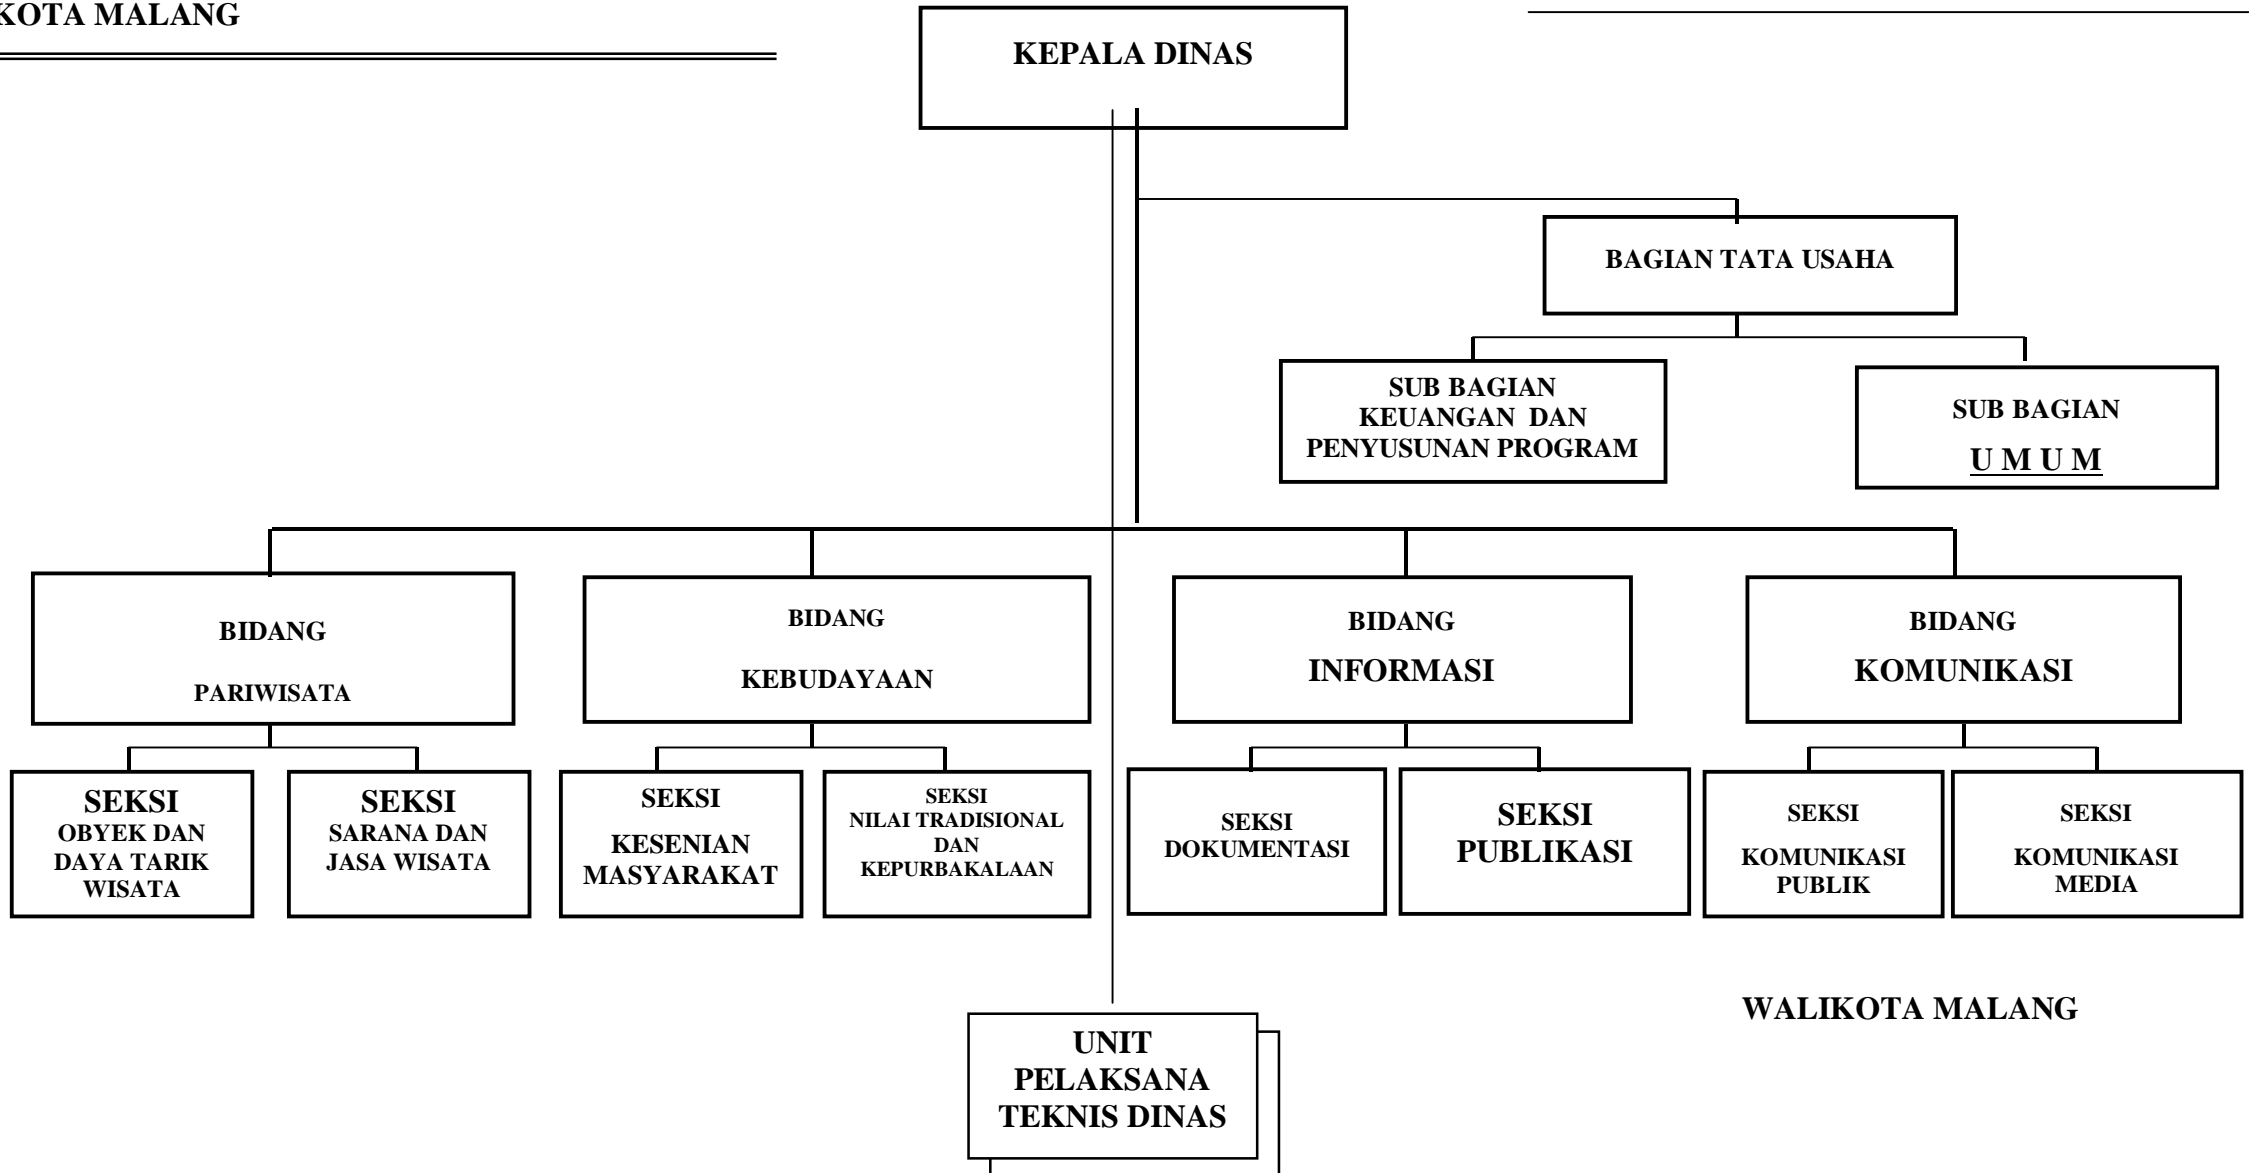 KOTA MALANG
KEPALA DINAS
BAGIAN TATA USAHA
SUB BAGIAN
KEUANGAN DAN
PENYUSUNAN PROGRAM
SUB BAGIAN
U M U M
BIDANG
PARIWISATA
BIDANG
KEBUDAYAAN
BIDANG
INFORMASI
BIDANG
KOMUNIKASI
SEKSI
OBYEK DAN
DAYA TARIK
WISATA
SEKSI
SARANA DAN
JASA WISATA
SEKSI
KESENIAN
MASYARAKAT
SEKSI
NILAI TRADISIONAL
DAN
KEPURBAKALAAN
SEKSI
DOKUMENTASI
SEKSI
PUBLIKASI
SEKSI
KOMUNIKASI
PUBLIK
SEKSI
KOMUNIKASI
MEDIA
WALIKOTA MALANG
UNIT
PELAKSANA
TEKNIS DINAS